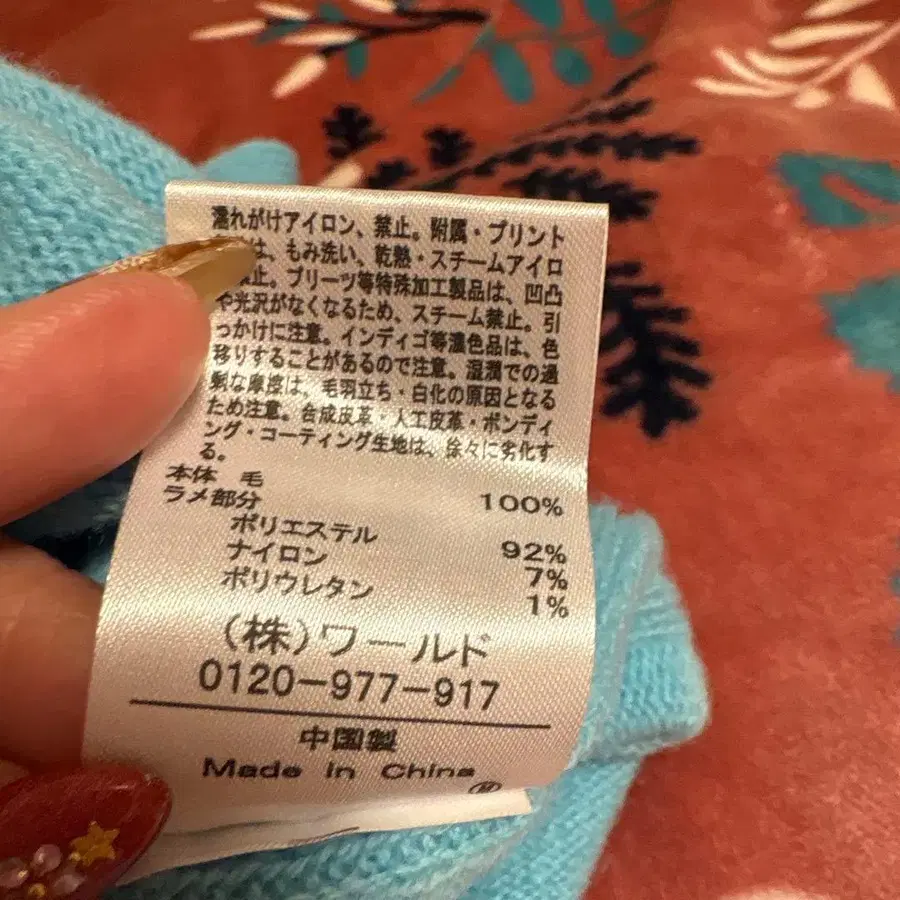 濡れがけアイロン、禁止。附属・プリント
は、もみ洗い、乾熱・スチームアイロ
禁止。プリーツ等特殊加工製品は、凹凸
や光沢がなくなるため、スチーム禁止。引
っかけに注意。インディゴ等濃色品は、色
移りすることがあるので注意。湿潤での過
剰な摩度は、毛羽立ち・白化の原因となる
ため注意。合成皮革・人工皮革・ボンディ
ング・コーティング生地は、徐々に劣化す
る。
本体 毛 100%
ラメ部分
ポリエステル 92%
ナイロン 7%
ポリウレタン 1%
(株)ワールド
0120-977-917
中国製
Made in China
M